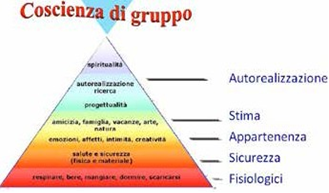 Coscienza di gruppo
spiritualità
autorealizzazione
ricerca
progettualità
amicizia, famiglia, vacanze, arte,
natura
emozioni, affetti, intimità, creatività
salute e sicurezza
(fisica e materiale)
respirare, bere, mangiare, dormire, scaricarsi
Autorealizzazione
Stima
Appartenenza
Sicurezza
Fisiologici